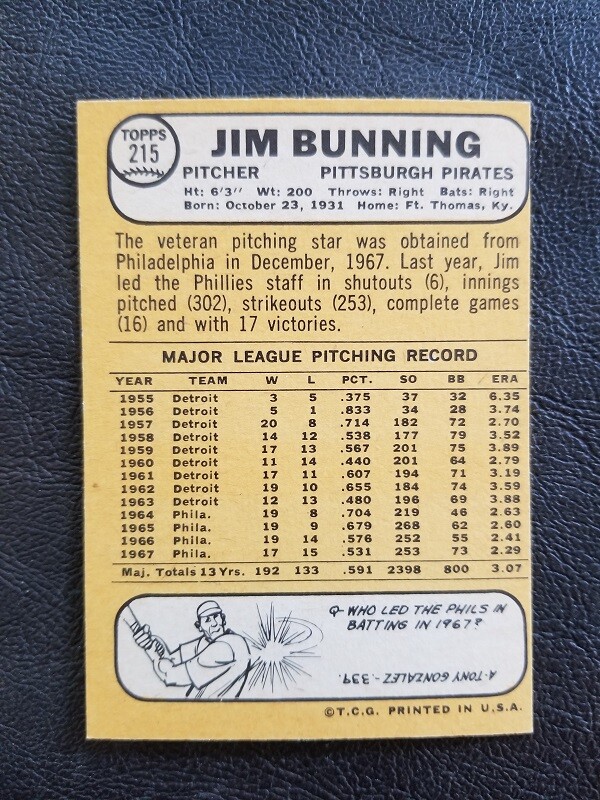 TOPPS
215
JIM BUNNING
PITCHER PITTSBURGH PIRATES
Ht: 6'3" Wt: 200 Throws: Right Bats: Right
Born: October 23, 1931 Home: Ft. Thomas, Ky.
The veteran pitching star was obtained from
Philadelphia in December, 1967. Last year, Jim
led the Phillies staff in shutouts (6), innings
pitched (302), strikeouts (253), complete games
(16) and with 17 victories.
MAJOR LEAGUE PITCHING RECORD
YEAR TEAM W L PCT. SO BB ERA
1955 Detroit 3 5 .375 37 32 6.35
1956 Detroit 5 1 .833 34 28 3.74
1957 Detroit 20 8 .714 182 72 2.70
1958 Detroit 14 12 .538 177 79 3.52
1959 Detroit 17 13 .567 201 75 3.89
1960 Detroit 11 14 .440 201 64 2.79
1961 Detroit 17 11 .607 194 71 3.19
1962 Detroit 19 10 .655 184 74 3.59
1963 Detroit 12 13 .480 196 69 3.88
1964 Phila. 19 8 .704 219 46 2.63
1965 Phila. 19 9 .679 268 62 2.60
1966 Phila. 19 14 .576 252 55 2.41
1967 Phila. 17 15 .531 253 73 2.29
Maj. Totals 13 Yrs. 192 133 .591 2398 800 3.07
Q- WHO LED THE PHILS IN
BATTING IN 1967?
A-TONY GONZALEZ-.339.
©T.C.G. PRINTED IN U.S.A.